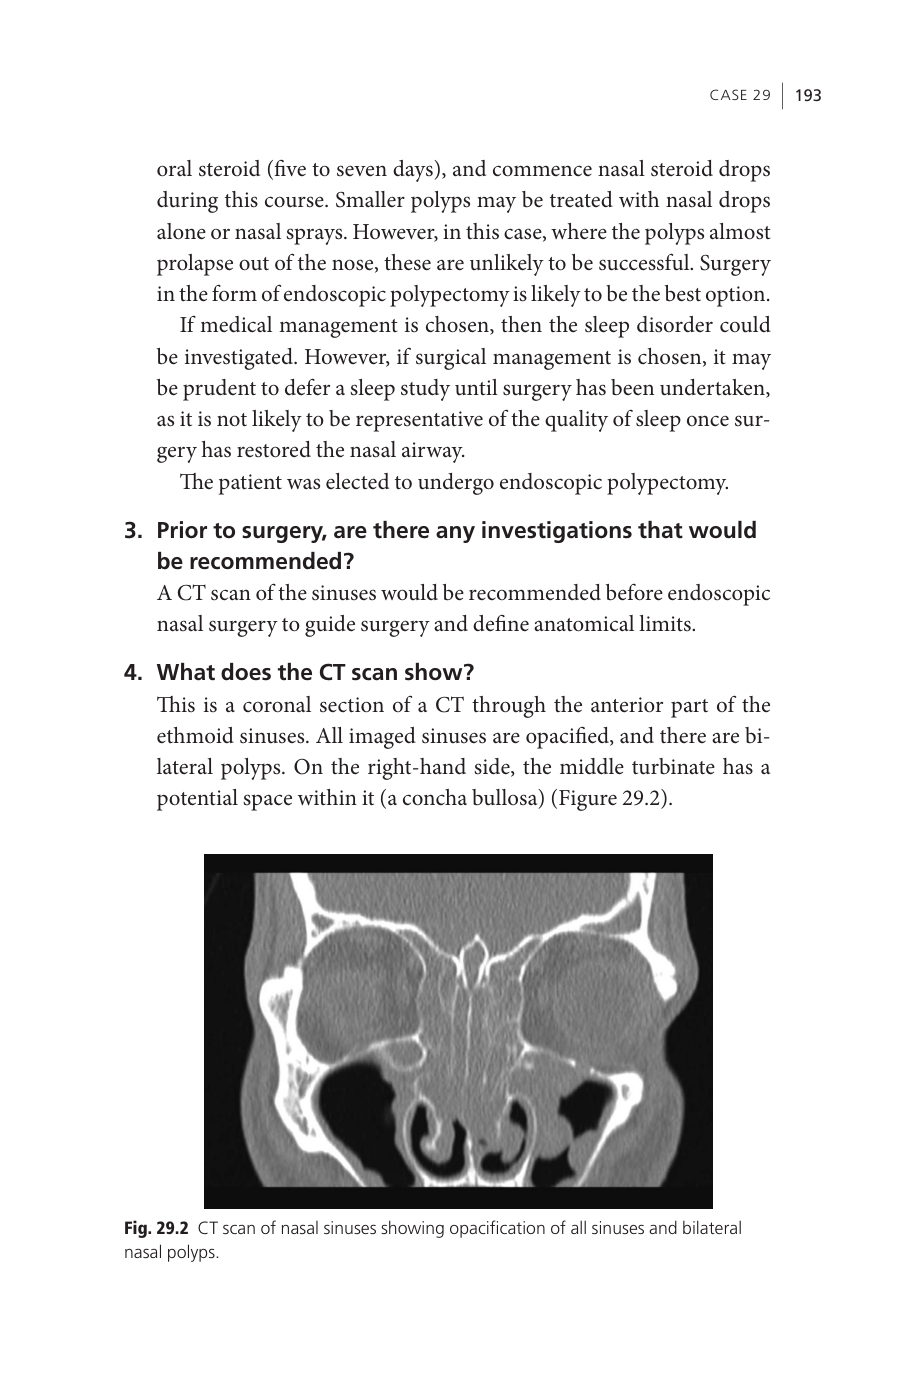 CASE 29 193
oral steroid (five to seven days), and commence nasal steroid drops
during this course. Smaller polyps may be treated with nasal drops
alone or nasal sprays. However, in this case, where the polyps almost
prolapse out of the nose, these are unlikely to be successful. Surgery
in the form of endoscopic polypectomy is likely to be the best option.
If medical management is chosen, then the sleep disorder could
be investigated. However, if surgical management is chosen, it may
be prudent to defer a sleep study until surgery has been undertaken,
as it is not likely to be representative of the quality of sleep once sur-
gery has restored the nasal airway.
The patient was elected to undergo endoscopic polypectomy.
3. Prior to surgery, are there any investigations that would
be recommended?
A CT scan of the sinuses would be recommended before endoscopic
nasal surgery to guide surgery and define anatomical limits.
4. What does the CT scan show?
This is a coronal section of a CT through the anterior part of the
ethmoid sinuses. All imaged sinuses are opacified, and there are bi-
lateral polyps. On the right-hand side, the middle turbinate has a
potential space within it (a concha bullosa) (Figure 29.2).
Fig. 29.2 CT scan of nasal sinuses showing opacification of all sinuses and bilateral
nasal polyps.